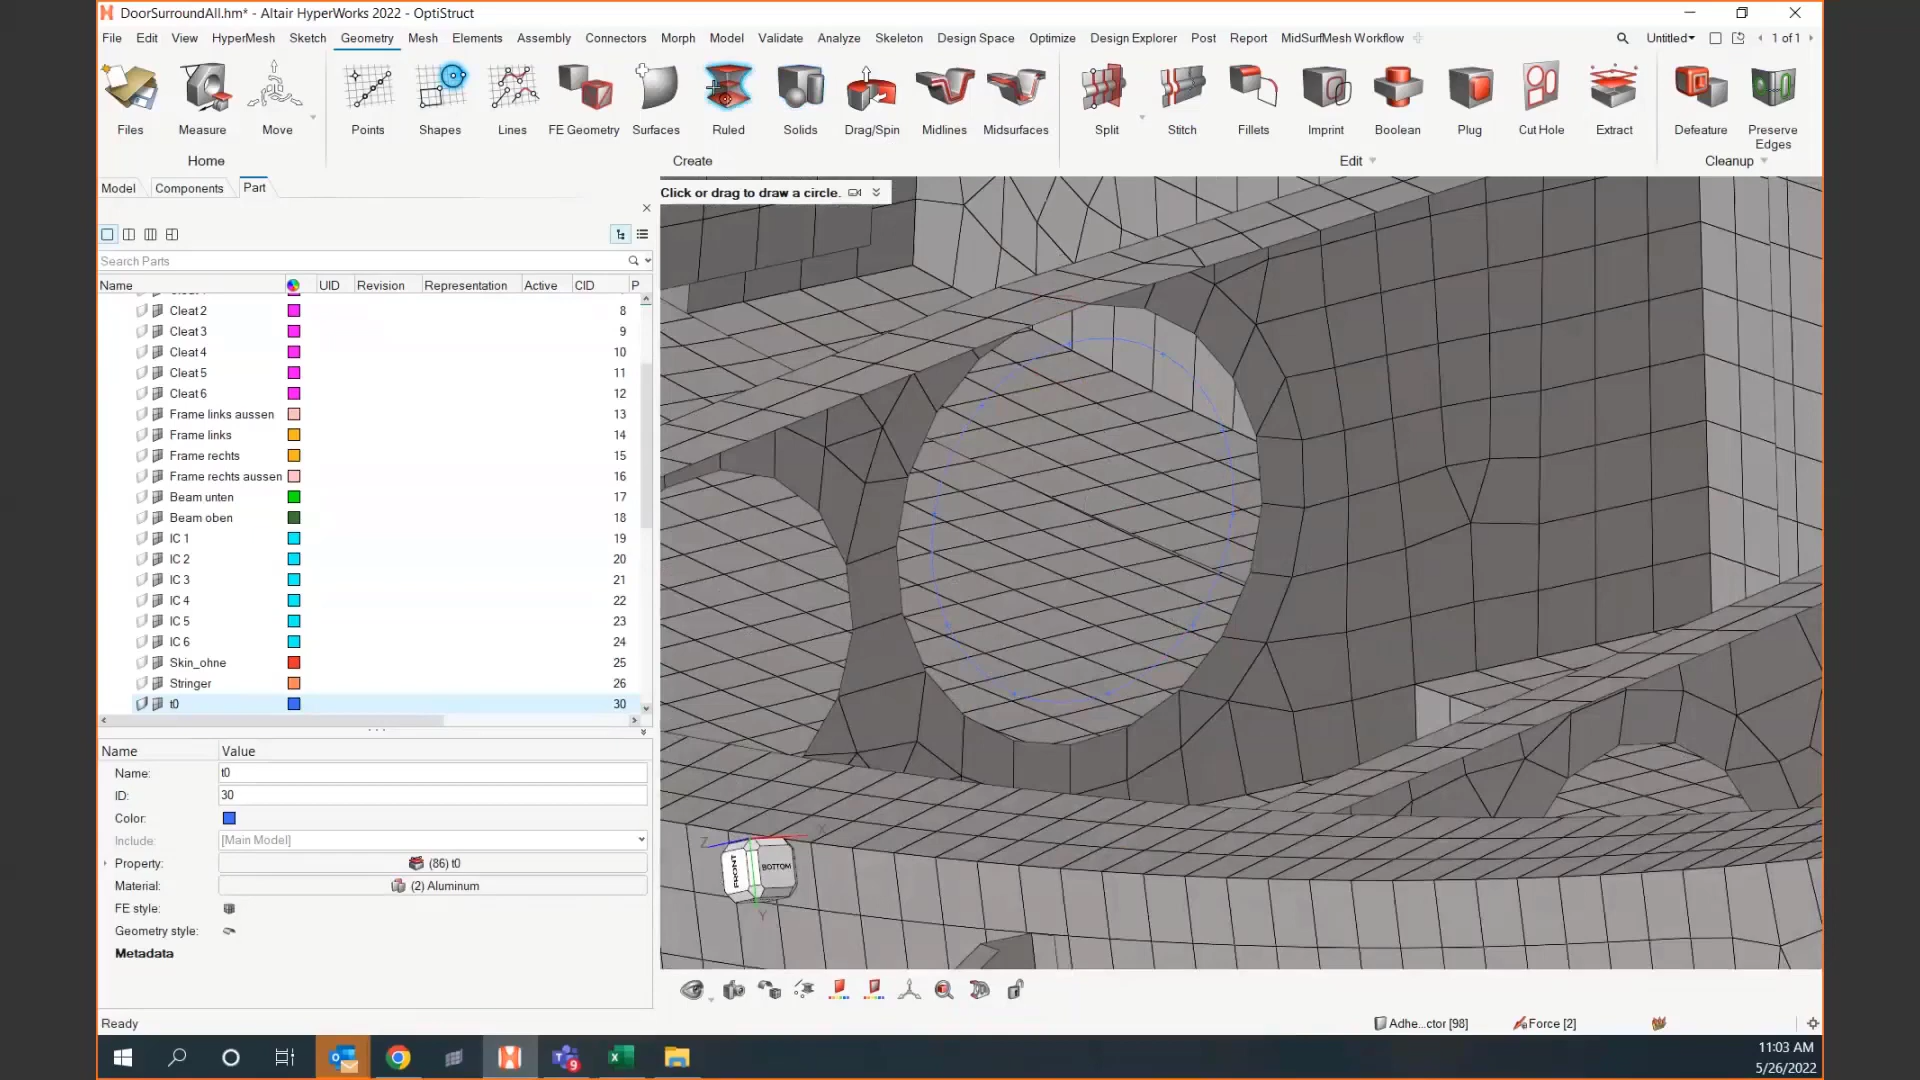 DoorSurroundAll.hm* - Altair HyperWorks 2022 - OptiStruct
File Edit View HyperMesh Sketch Geometry Mesh Elements Assembly Connectors Morph Model Validate Analyze Skeleton Design Space Optimize Design Explorer Post Report MidSurfMesh Workflow Untitled 1 of 1
Files Measure Move Points Shapes Lines FE Geometry Surfaces Ruled Solids Drag/Spin Midlines Midsurfaces Split Stitch Fillets Imprint Boolean Plug Cut Hole Extract Defeature Preserve
Edges
Home Create Edit Cleanup
Model Components Part
Click or drag to draw a circle.
Search Parts
Name UID Revision Representation Active CID P
Cleat 2 8
Cleat 3 9
Cleat 4 10
Cleat 5 11
Cleat 6 12
Frame links aussen 13
Frame links 14
Frame rechts 15
Frame rechts aussen 16
Beam unten 17
Beam oben 18
IC 1 19
IC 2 20
IC 3 21
IC 4 22
IC 5 23
IC 6 24
Skin_ohne 25
Stringer 26
t0 30
Name Value
Name: t0
ID: 30
Color:
Include: [Main Model]
Property: (86) t0
Material: (2) Aluminum
FE style:
Geometry style:
Metadata
Z X
FRONT BOTTOM
Y
Ready Adhe...ctor [98] Force [2]
9
11:03 AM
5/26/2022